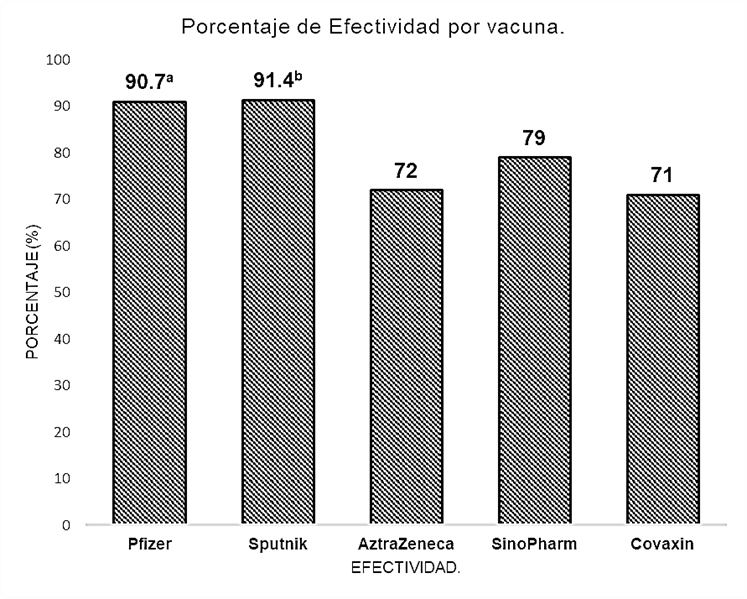 Porcentaje de Efectividad por vacuna.
100
90
80
70
60
50
40
30
20
10
0
PORCENTAJE (%)
90.7ᵃ
91.4ᵇ
72
79
71
Pfizer Sputnik AztraZeneca SinoPharm Covaxin
EFECTIVIDAD.